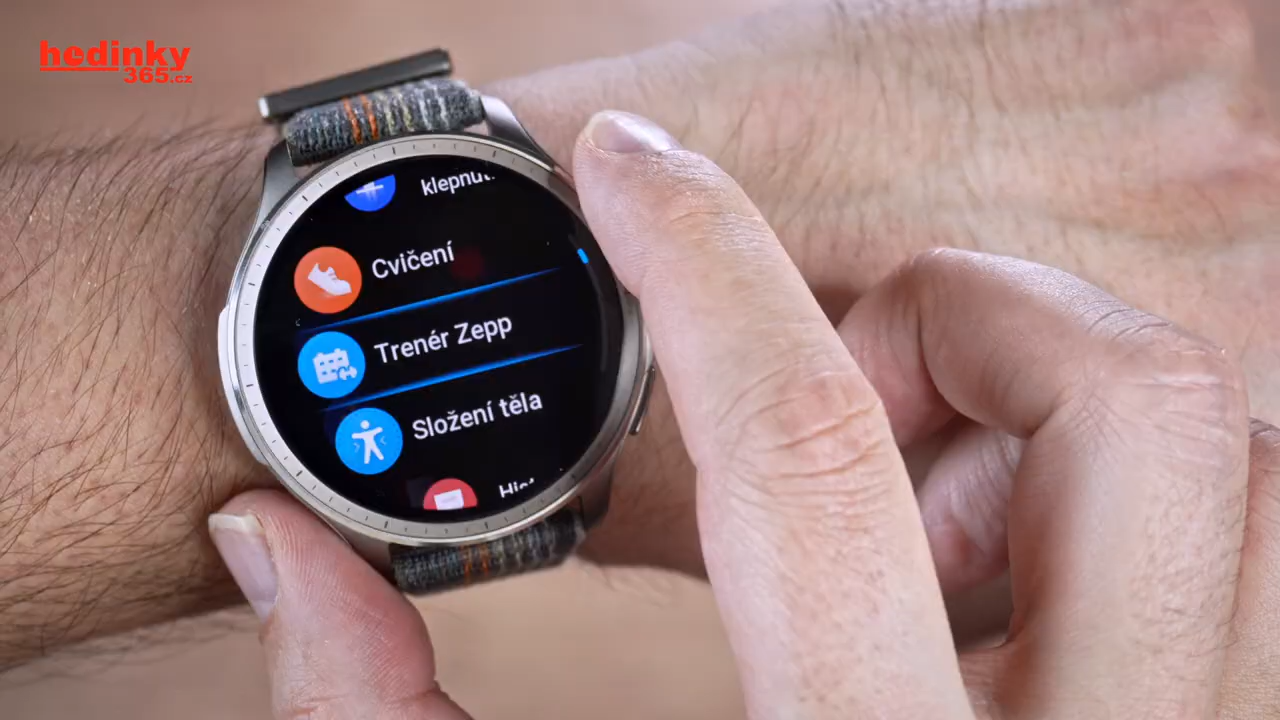 hodinky
365.cz
Cvičení
Trenér Zepp
Složení těla